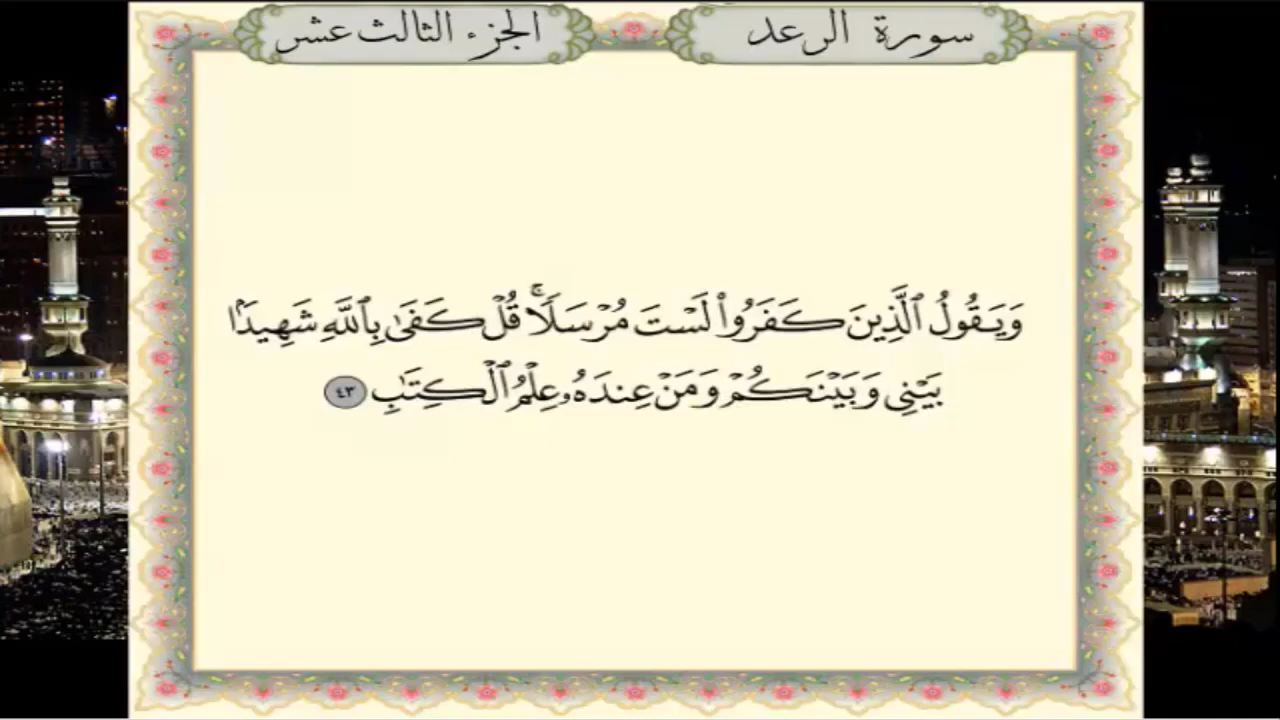 سورة الرعد
الجزء الثالث عشر
وَيَقُولُ ٱلَّذِينَ كَفَرُوا۟ لَسْتَ مُرْسَلًا ۚ قُلْ كَفَىٰ بِٱللَّهِ شَهِيدًۢا
بَيْنِى وَبَيْنَكُمْ وَمَنْ عِندَهُۥ عِلْمُ ٱلْكِتَـٰبِ ٤٣